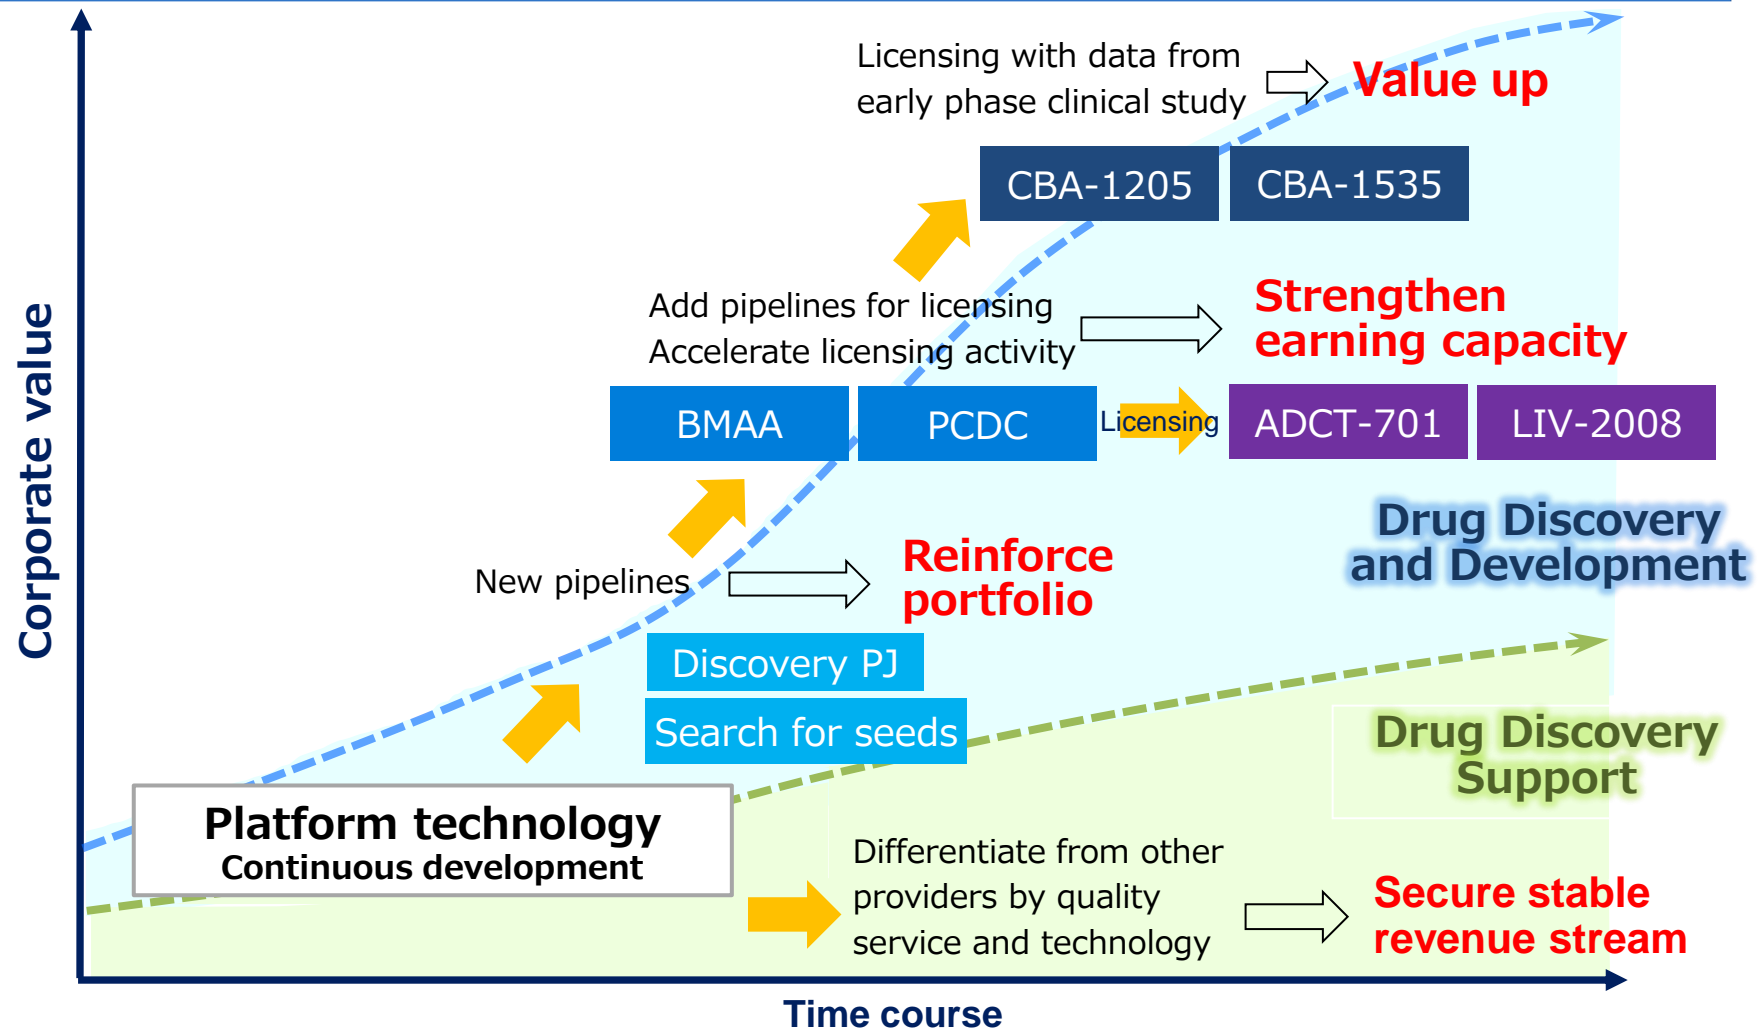 Licensing with data from
early phase clinical study
Value up
CBA-1205
CBA-1535
Add pipelines for licensing
Accelerate licensing activity
Strengthen
earning capacity
BMAA
PCDC
Licensing
ADCT-701
LIV-2008
Drug Discovery
and Development
New pipelines
Reinforce
portfolio
Discovery PJ
Search for seeds
Drug Discovery
Support
Platform technology
Continuous development
Differentiate from other
providers by quality
service and technology
Secure stable
revenue stream
Corporate value
Time course